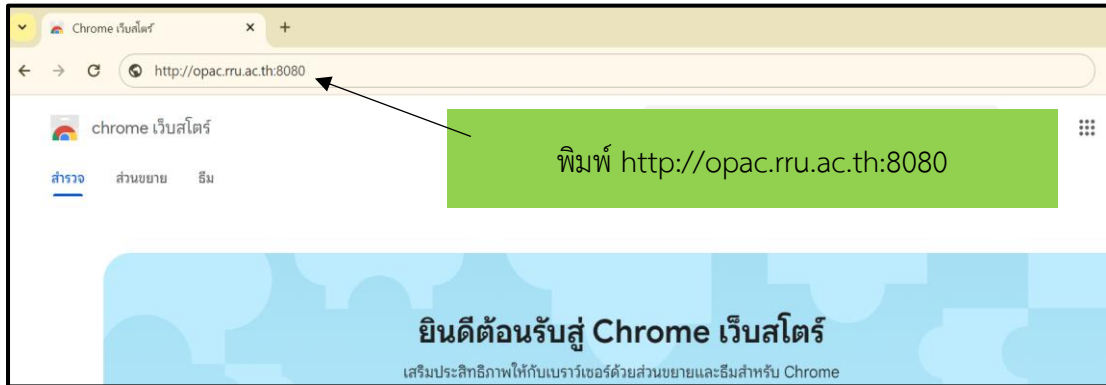 Chrome เว็บสโตร์
http://opac.rru.ac.th:8080
chrome เว็บสโตร์
พิมพ์ http://opac.rru.ac.th:8080
สำรวจ ส่วนขยาย ธีม
ยินดีต้อนรับสู่ Chrome เว็บสโตร์
เสริมประสิทธิภาพให้กับเบราว์เซอร์ด้วยส่วนขยายและธีมสำหรับ Chrome